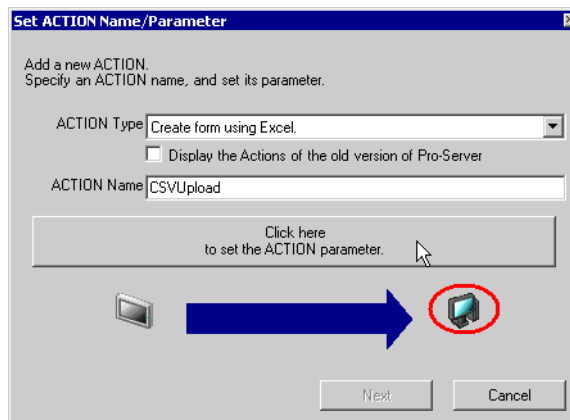 Set ACTION Name/Parameter
Add a new ACTION.
Specify an ACTION name, and set its parameter.
ACTION Type Create form using Excel.
Display the Actions of the old version of Pro-Server
ACTION Name CSVUpload
Click here
to set the ACTION parameter.
Next Cancel